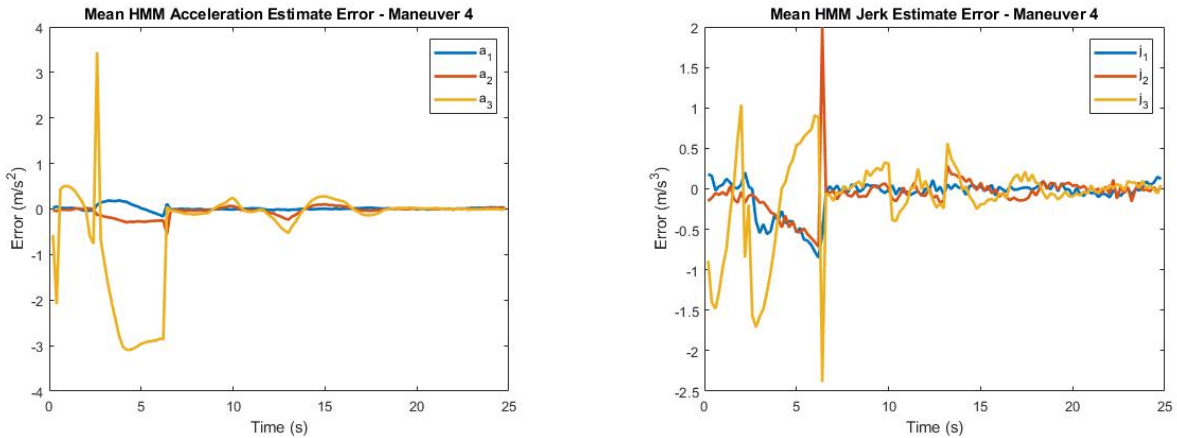 Mean HMM Acceleration Estimate Error - Maneuver 4
4
3
2
1
0
-1
-2
-3
-4
Error (m/s²)
a₁
a₂
a₃
0
5
10
15
20
25
Time (s)
Mean HMM Jerk Estimate Error - Maneuver 4
2
1.5
1
0.5
0
-0.5
-1
-1.5
-2
-2.5
Error (m/s³)
j₁
j₂
j₃
0
5
10
15
20
25
Time (s)